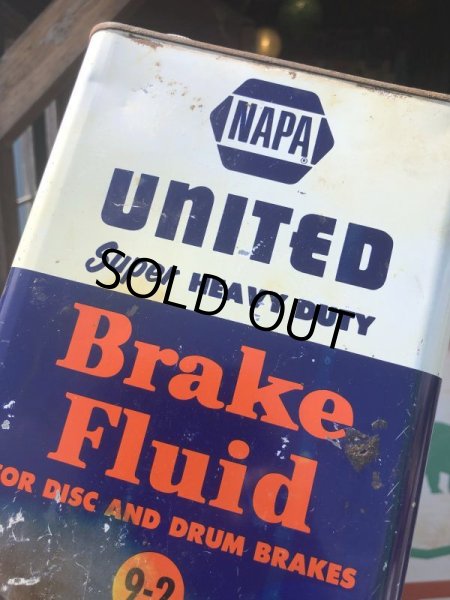 NAPA
UNITED
Super HEAVY DUTY
SOLD OUT
Brake
Fluid
FOR DISC AND DRUM BRAKES
9-2